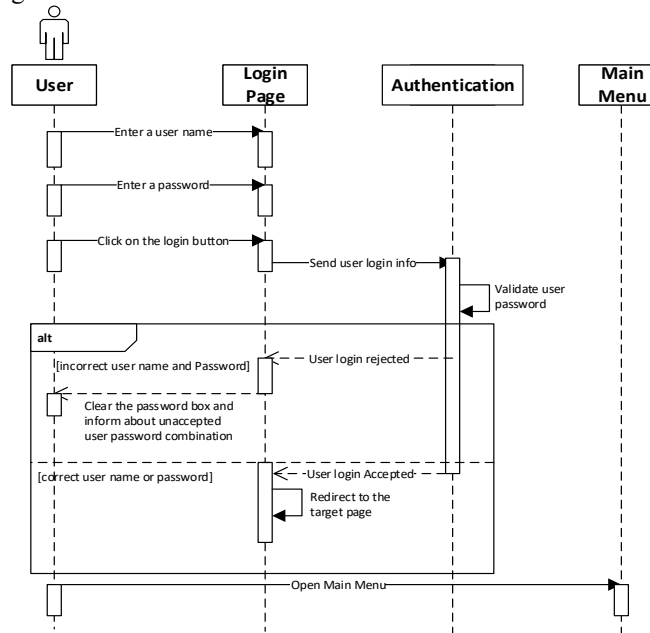 User
Login
Page
Authentication
Main
Menu
Enter a user name
Enter a password
Click on the login button
Send user login info
Validate user
password
alt
[incorrect user name and Password]
User login rejected
Clear the password box and
inform about unaccepted
user password combination
[correct user name or password]
User login Accepted
Redirect to the
target page
Open Main Menu